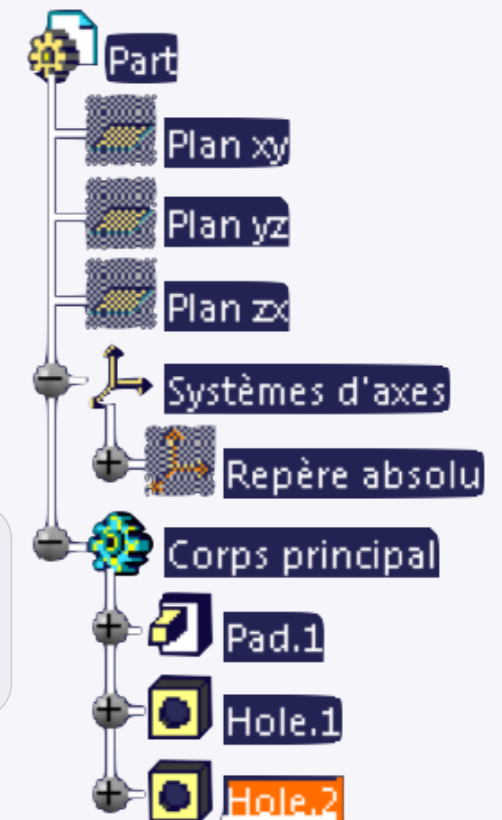 Part
Plan xy
Plan yz
Plan zx
Systèmes d'axes
Repère absolu
Corps principal
Pad.1
Hole.1
Hole.2